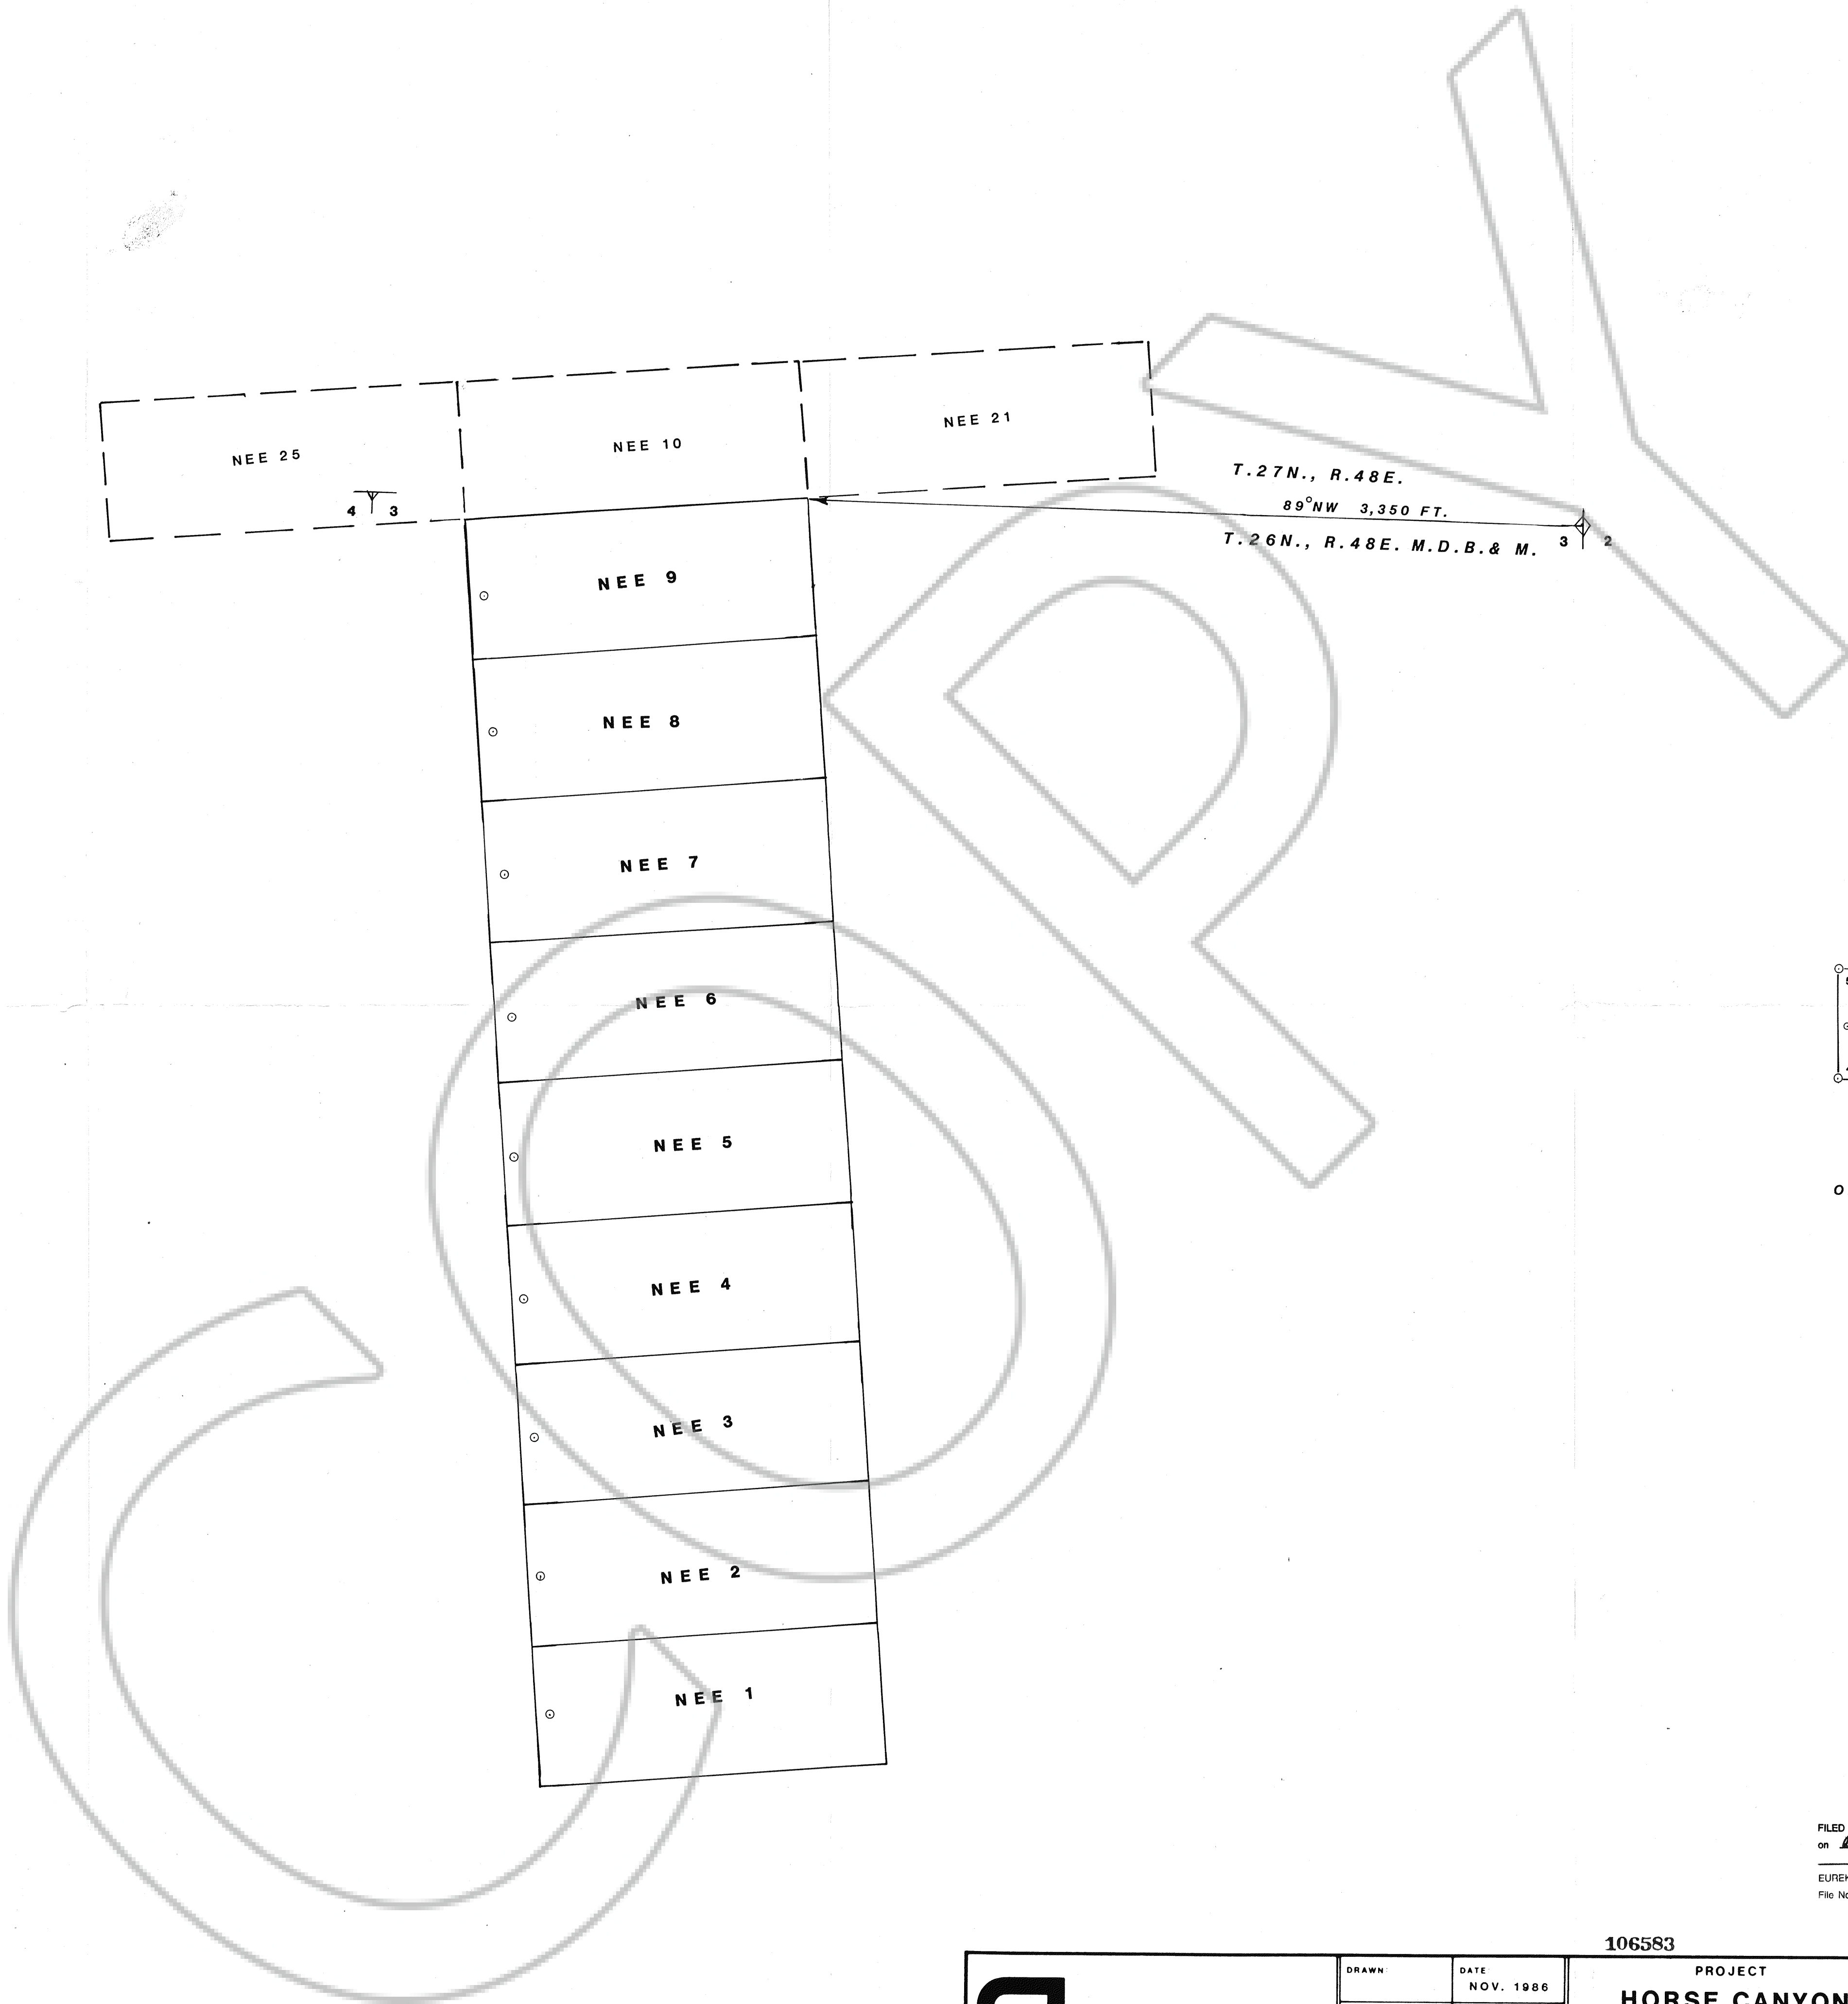 NEE 21
NEE 10
NEE 25
4 3
T.27N., R.48E.
89°NW 3,350 FT.
T.26N., R.48E. M.D.B.& M.
3 2
NEE 9
NEE 8
NEE 7
NEE 6
NEE 5
NEE 4
NEE 3
NEE 2
NEE 1
COPY
O
FILED
on
EUREK
File No
106583
DRAWN:
DATE:
NOV. 1986
PROJECT
HORSE CANYON